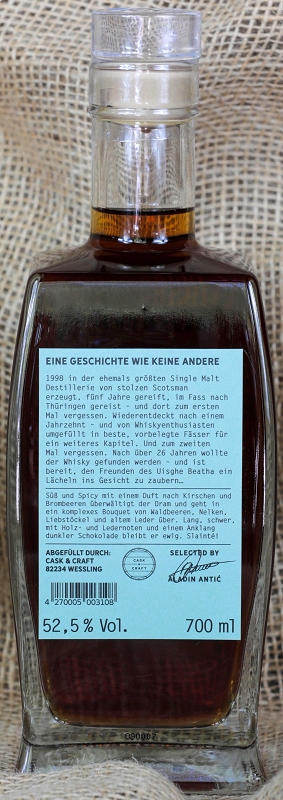 EINE GESCHICHTE WIE KEINE ANDERE
1998 in der ehemals größten Single Malt
Destillerie von stolzen Scotsman
erzeugt, fünf Jahre gereift, im Fass nach
Thüringen gereist - und dort zum ersten
Mal vergessen. Wiederentdeckt nach einem
Jahrzehnt - und von Whiskyenthusiasten
umgefüllt in beste, vorbelegte Fässer für
ein weiteres Kapitel. Und zum zweiten
Mal vergessen. Nach über 26 Jahren wollte
der Whisky gefunden werden - und ist
bereit, den Freunden des Uisghe Beatha ein
Lächeln ins Gesicht zu zaubern…
Süß und Spicy mit einem Duft nach Kirschen und
Brombeeren überwältigt der Dram und geht in
ein komplexes Bouquet von Waldbeeren, Nelken,
Liebstöckel und altem Leder über. Lang, schwer,
mit Holz- und Ledernoten und einem Anklang
dunkler Schokolade bleibt er ewig. Slainté!
ABGEFÜLLT DURCH:
CASK & CRAFT
82234 WESSLING
CASK
&
CRAFT
SELECTED BY
ALADIN ANTIĆ
4 270005 003108
52,5 % Vol.
700 ml